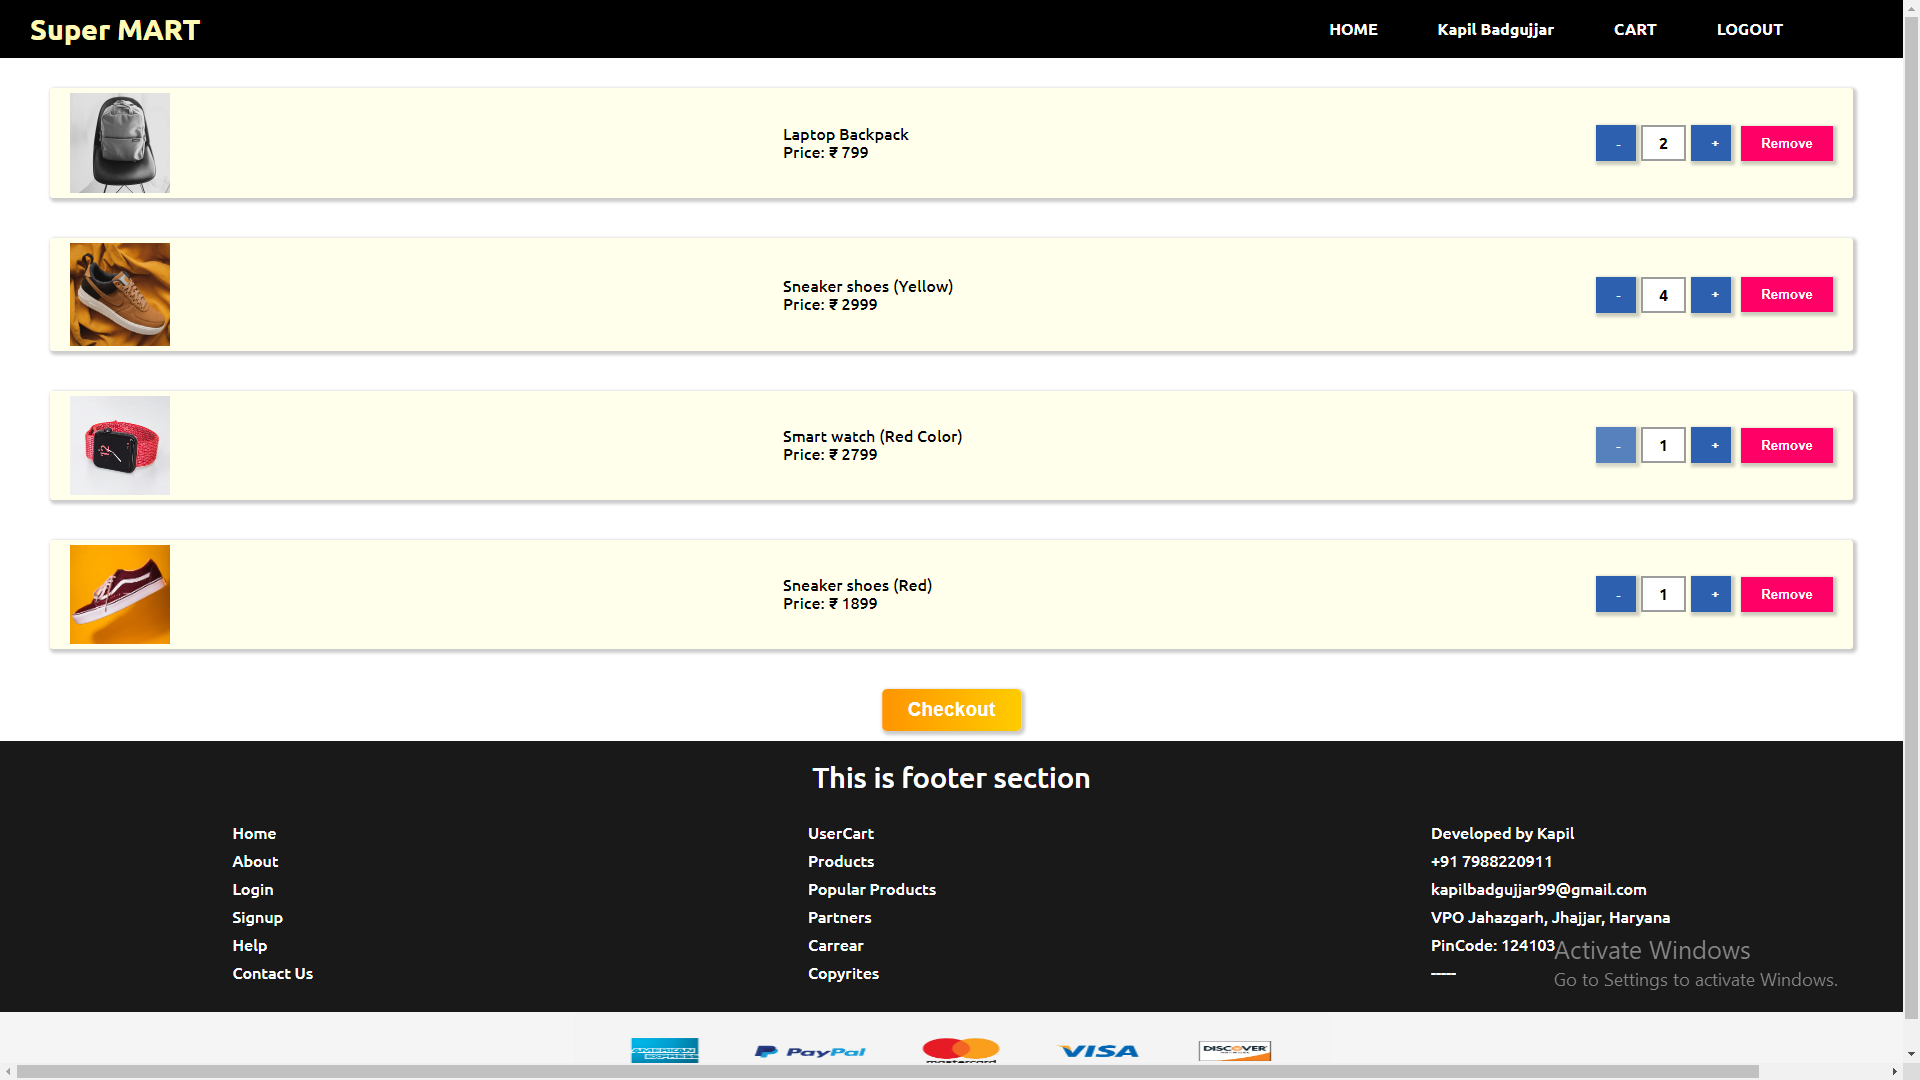 Super MART
HOME
Kapil Badgujjar
CART
LOGOUT
Laptop Backpack
Price: ₹ 799
-
2
+
Remove
Sneaker shoes (Yellow)
Price: ₹ 2999
-
4
+
Remove
Smart watch (Red Color)
Price: ₹ 2799
-
1
+
Remove
Sneaker shoes (Red)
Price: ₹ 1899
-
1
+
Remove
Checkout
This is footer section
Home
About
Login
Signup
Help
Contact Us
UserCart
Products
Popular Products
Partners
Carrear
Copyrites
Developed by Kapil
+91 7988220911
kapilbadgujjar99@gmail.com
VPO Jahazgarh, Jhajjar, Haryana
PinCode: 124103
-----
Activate Windows
Go to Settings to activate Windows.
AMERICAN EXPRESS
PayPal
mastercard
VISA
DISCOVER